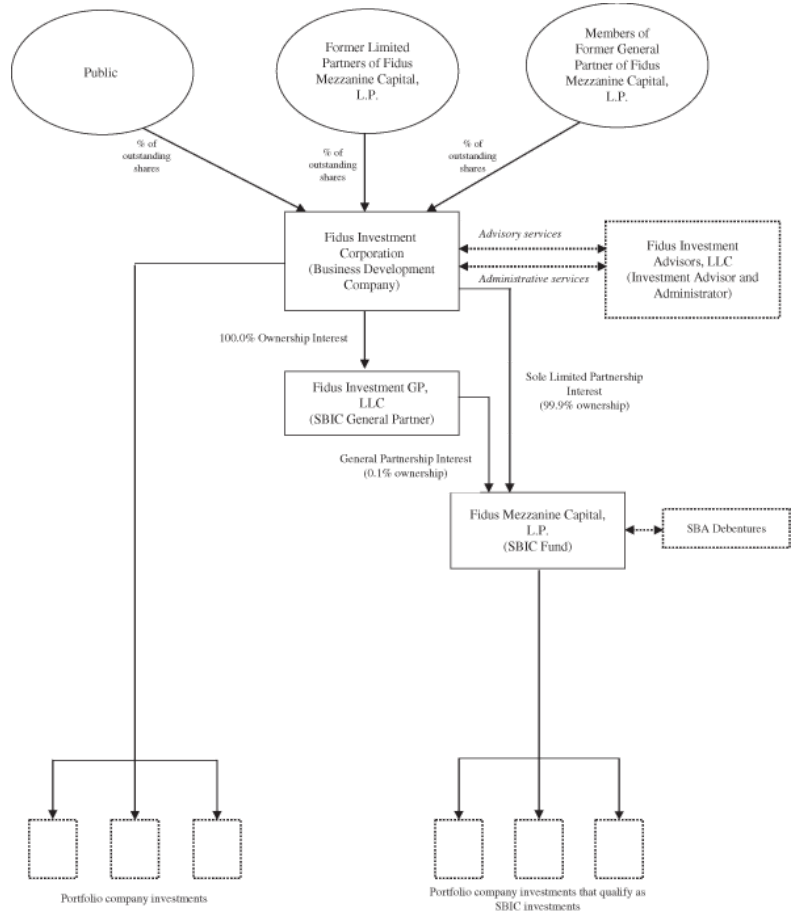 Public
Former Limited
Partners of Fidus
Mezzanine Capital,
L.P.
Members of
Former General
Partner of Fidus
Mezzanine Capital,
L.P.
% of
outstanding
shares
% of
outstanding
shares
% of
outstanding
shares
Fidus Investment
Corporation
(Business Development
Company)
Advisory services
Administrative services
Fidus Investment
Advisors, LLC
(Investment Advisor and
Administrator)
100.0% Ownership Interest
Fidus Investment GP,
LLC
(SBIC General Partner)
Sole Limited Partnership
Interest
(99.9% ownership)
General Partnership Interest
(0.1% ownership)
Fidus Mezzanine Capital,
L.P.
(SBIC Fund)
SBA Debentures
Portfolio company investments
Portfolio company investments that qualify as
SBIC investments